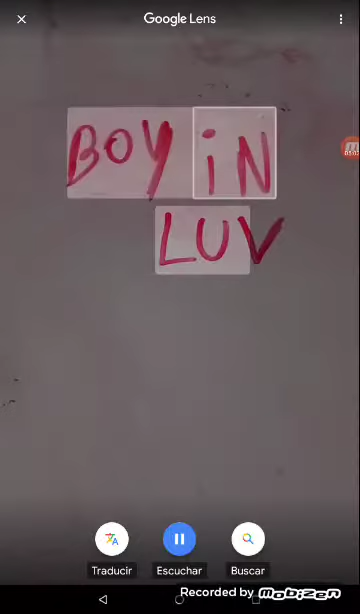 Google Lens
BOY iN
LUV
Traducir Escuchar Buscar
Recorded by mobizen